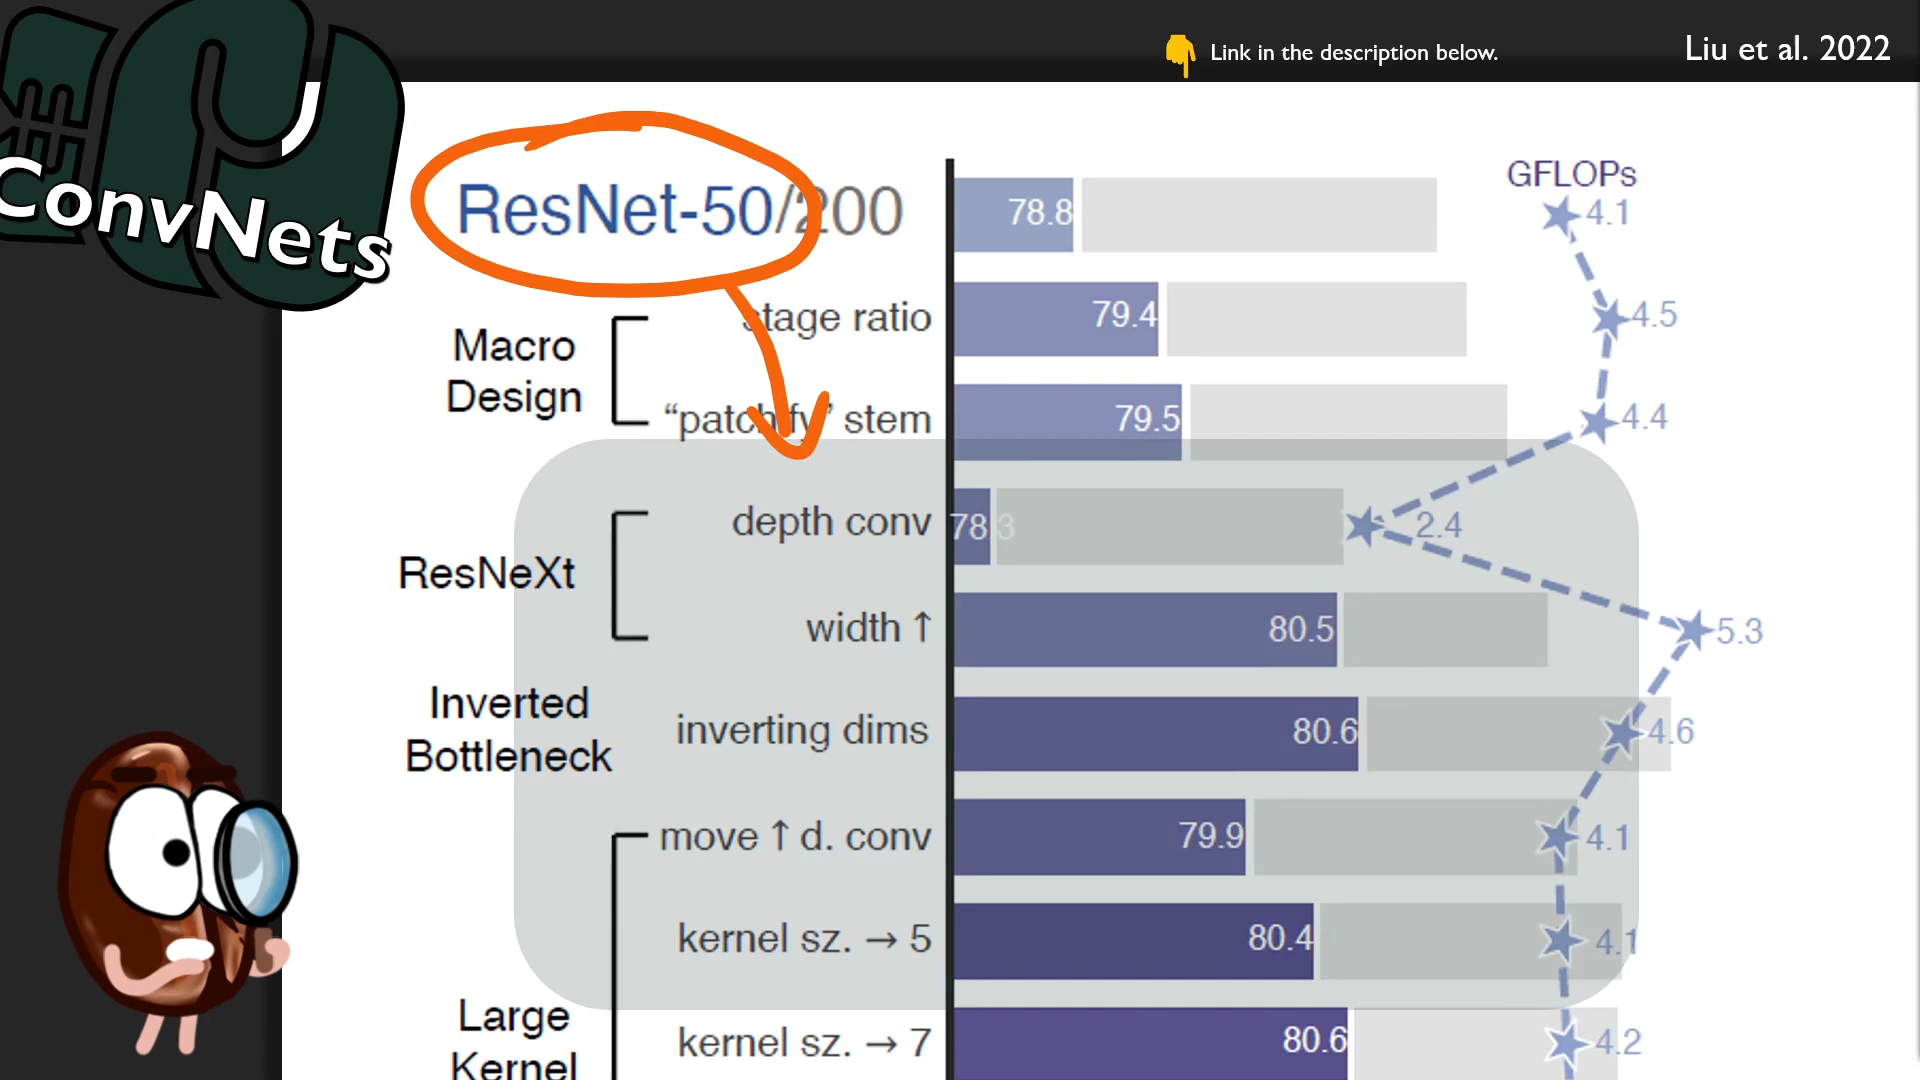 Link in the description below.
Liu et al. 2022
ConvNets
GFLOPs
ResNet-50/200
78.8
4.1
Macro
Design
stage ratio
79.4
4.5
“patchify” stem
79.5
4.4
ResNeXt
depth conv
78.3
2.4
width ↑
80.5
5.3
Inverted
Bottleneck
inverting dims
80.6
4.6
move ↑ d. conv
79.9
4.1
kernel sz. → 5
80.4
4.1
Large
Kernel
kernel sz. → 7
80.6
4.2